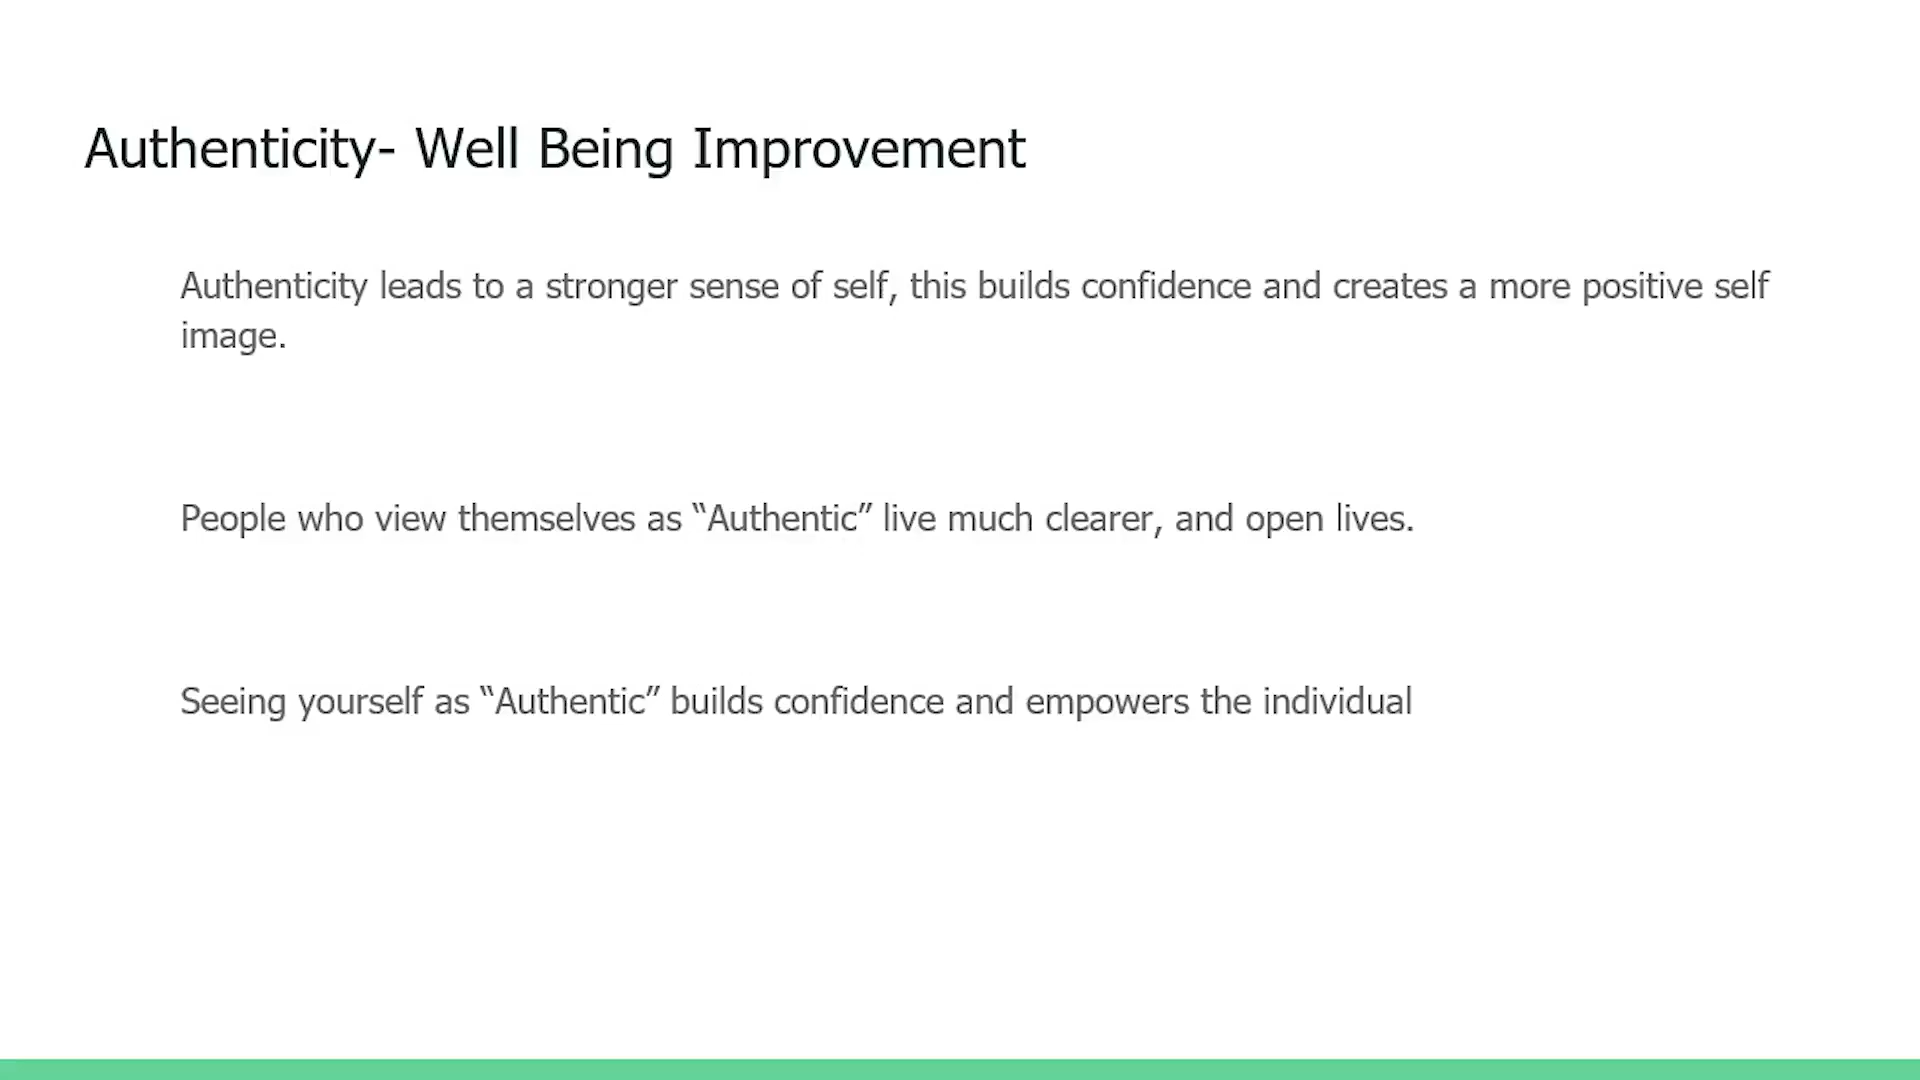 Authenticity- Well Being Improvement
Authenticity leads to a stronger sense of self, this builds confidence and creates a more positive self
image.
People who view themselves as “Authentic” live much clearer, and open lives.
Seeing yourself as “Authentic” builds confidence and empowers the individual